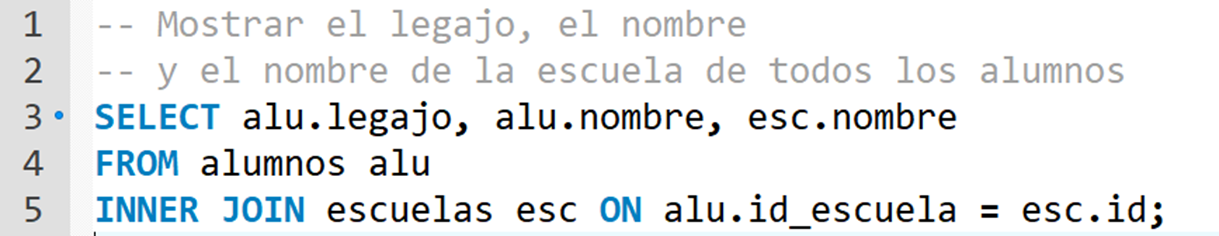 1 -- Mostrar el legajo, el nombre
2 -- y el nombre de la escuela de todos los alumnos
3 SELECT alu.legajo, alu.nombre, esc.nombre
4 FROM alumnos alu
5 INNER JOIN escuelas esc ON alu.id_escuela = esc.id;